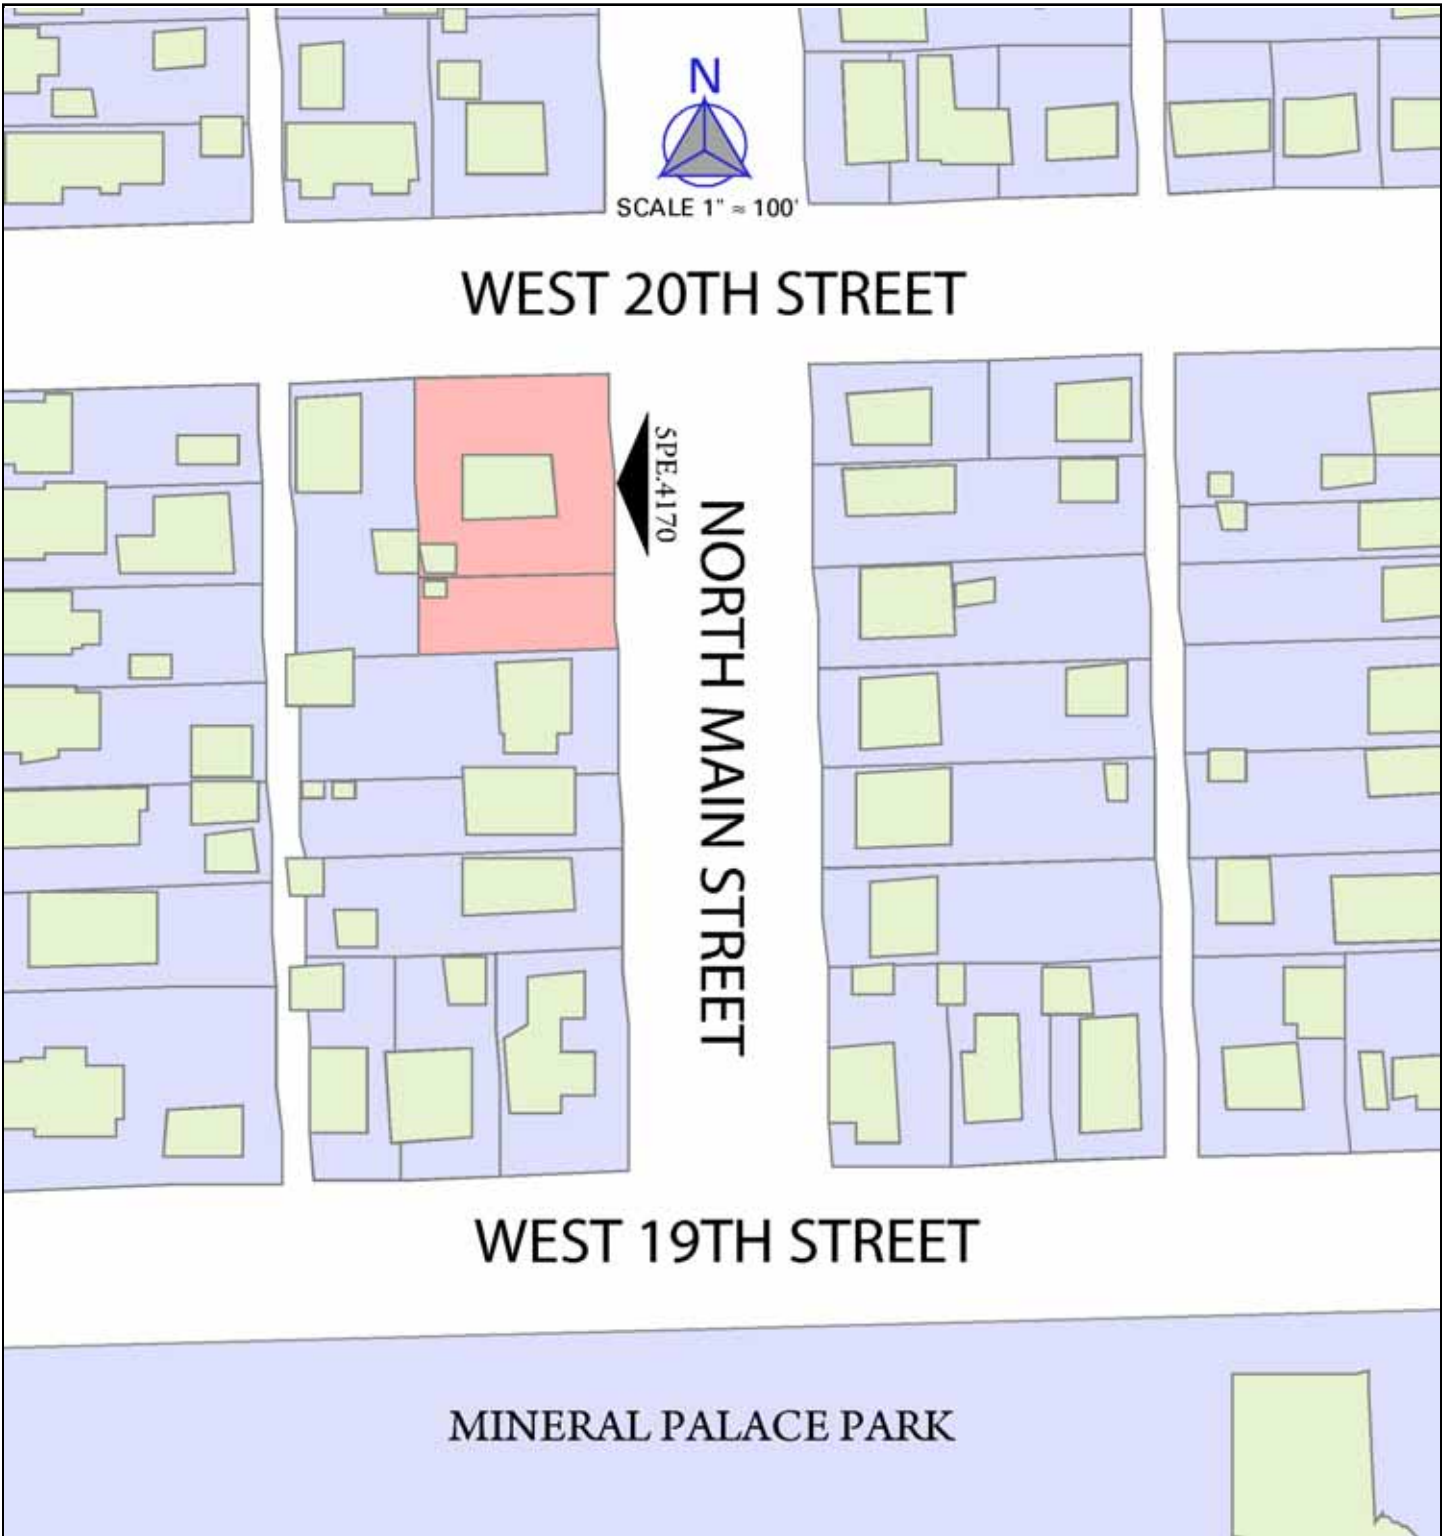 N
SCALE 1" ≈ 100'
WEST 20TH STREET
5PE.4170
NORTH MAIN STREET
WEST 19TH STREET
MINERAL PALACE PARK